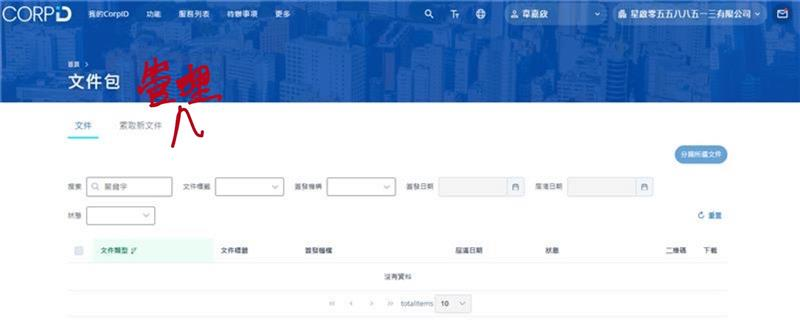 CORPiD 我的CorpID 功能 服務列表 待辦事項 更多 章嘉欣 星啟零五五八八五一三有限公司
首頁 >
文件包 管理
文件 索取新文件
分類所選文件
搜索 關鍵字 文件標籤 簽發機構 簽發日期 屆滿日期
狀態 重置
文件類型 文件標籤 簽發機構 屆滿日期 狀態 二維碼 下載
沒有資料
<< < > >> totalItems 10